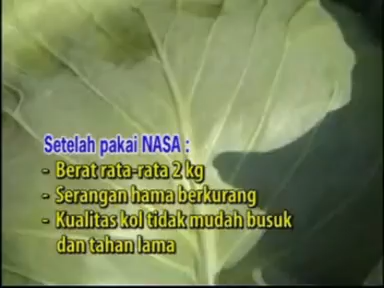 Setelah pakai NASA :
- Berat rata-rata 2 kg
- Serangan hama berkurang
- Kualitas kol tidak mudah busuk
dan tahan lama